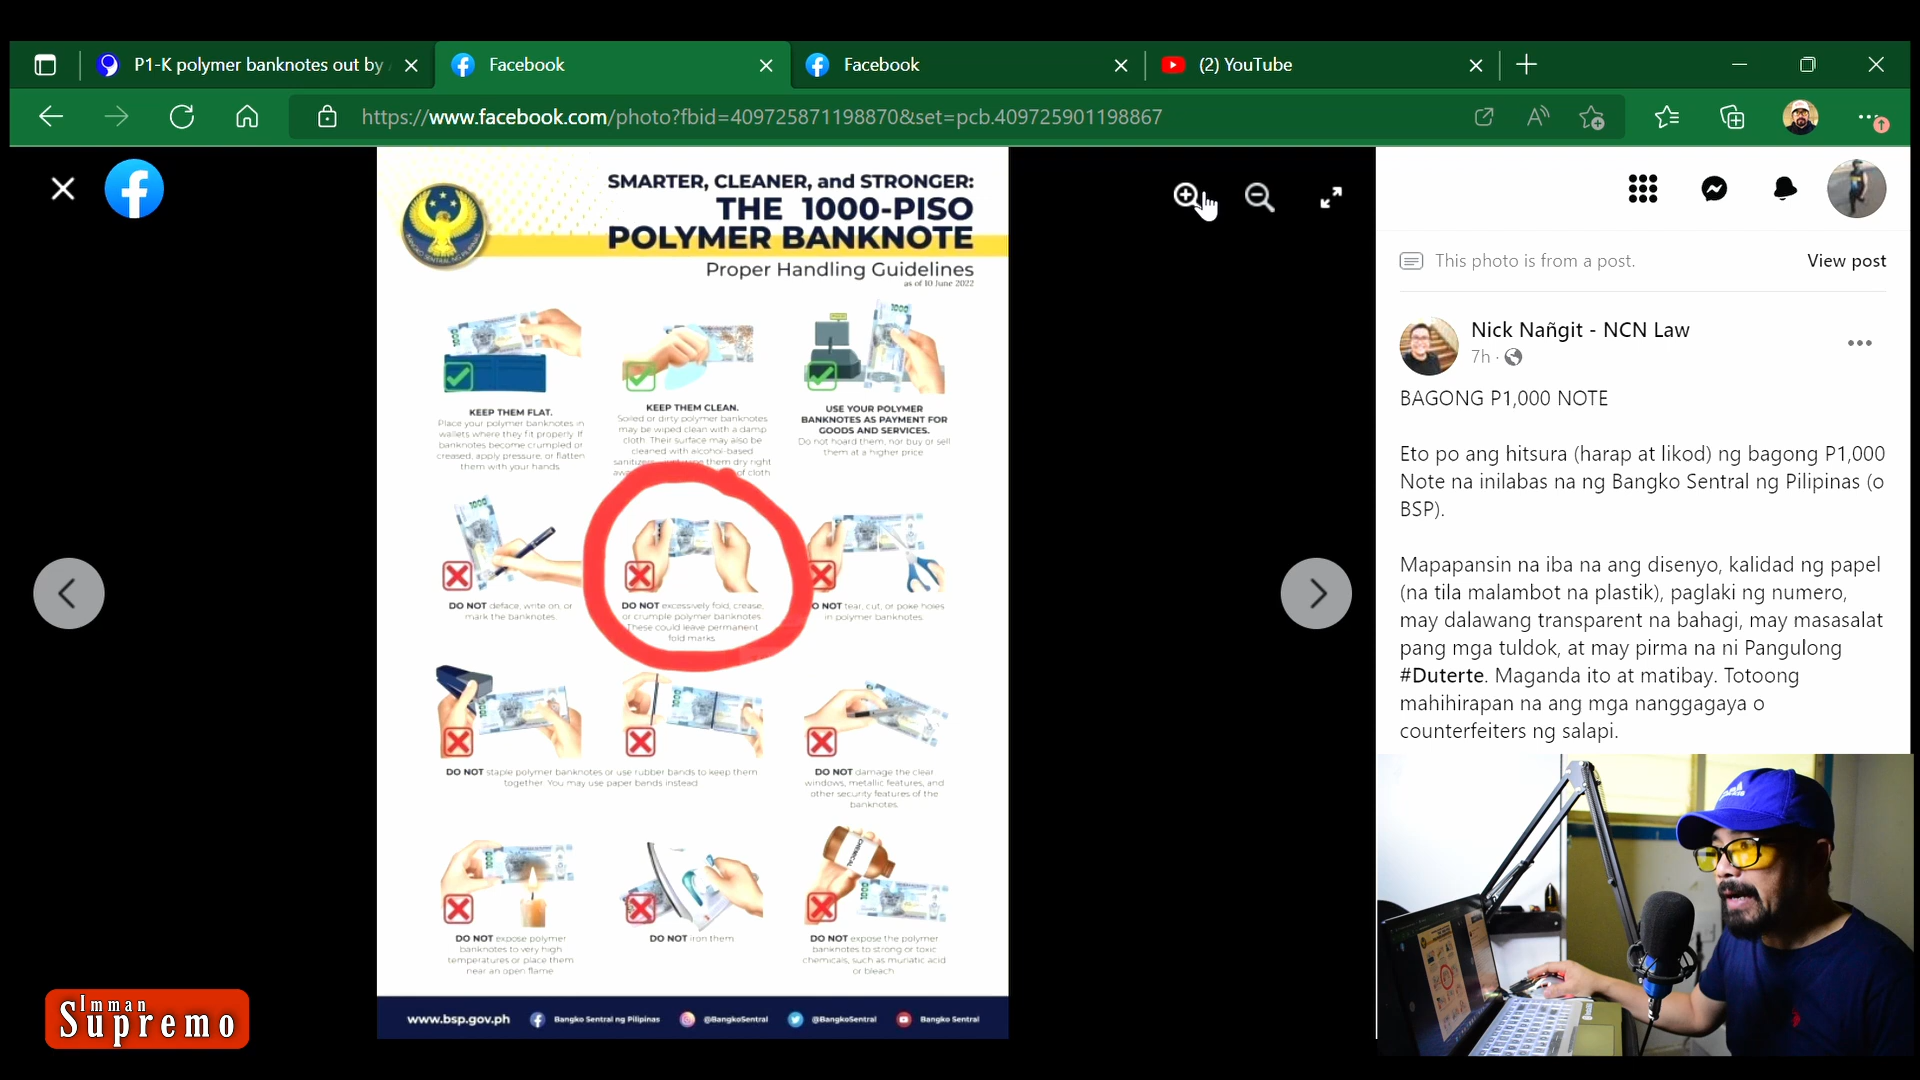 P1-K polymer banknotes out by
Facebook
Facebook
(2) YouTube
https://www.facebook.com/photo?fbid=409725871198870&set=pcb.409725901198867
SMARTER, CLEANER, and STRONGER:
THE 1000-PISO
POLYMER BANKNOTE
Proper Handling Guidelines
as of 10 June 2022
KEEP THEM FLAT.
Place your polymer banknotes in
wallets where they fit properly. If
banknotes become crumpled or
creased, apply pressure, or flatten
them with your hands.
KEEP THEM CLEAN.
Soiled or dirty polymer banknotes
may be wiped clean with a damp
cloth. Their surface may also be
cleaned with alcohol-based
them dry right
of cloth
USE YOUR POLYMER
BANKNOTES AS PAYMENT FOR
GOODS AND SERVICES.
Do not hoard them, nor buy or sell
them at a higher price
DO NOT deface, write on, or
mark the banknotes.
DO NOT excessively fold, crease,
or crumple polymer banknotes
These could leave permanent
fold marks.
O NOT tear, cut, or poke holes
in polymer banknotes.
DO NOT staple polymer banknotes or use rubber bands to keep them
together. You may use paper bands instead
DO NOT damage the clear
windows, metallic features, and
other security features of the
banknotes.
DO NOT expose polymer
banknotes to very high
temperatures or place them
near an open flame
DO NOT iron them
CHEMICAL
DO NOT expose the polymer
banknotes to strong or toxic
chemicals, such as muriatic acid
or bleach
www.bsp.gov.ph
Bangko Sentral ng Pilipinas
@BangkoSentral
@BangkoSentral
Bangko Sentral
This photo is from a post.
View post
Nick Nañgit - NCN Law
7h ·
BAGONG P1,000 NOTE
Eto po ang hitsura (harap at likod) ng bagong P1,000
Note na inilabas na ng Bangko Sentral ng Pilipinas (o
BSP).
Mapapansin na iba na ang disenyo, kalidad ng papel
(na tila malambot na plastik), paglaki ng numero,
may dalawang transparent na bahagi, may masasalat
pang mga tuldok, at may pirma na ni Pangulong
#Duterte. Maganda ito at matibay. Totoong
mahihirapan na ang mga nanggagaya o
counterfeiters ng salapi.
Imman
Supremo